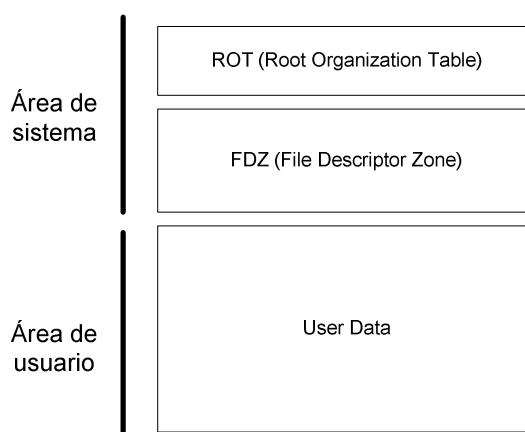 ROT (Root Organization Table)
Área de
sistema
FDZ (File Descriptor Zone)
User Data
Área de
usuario